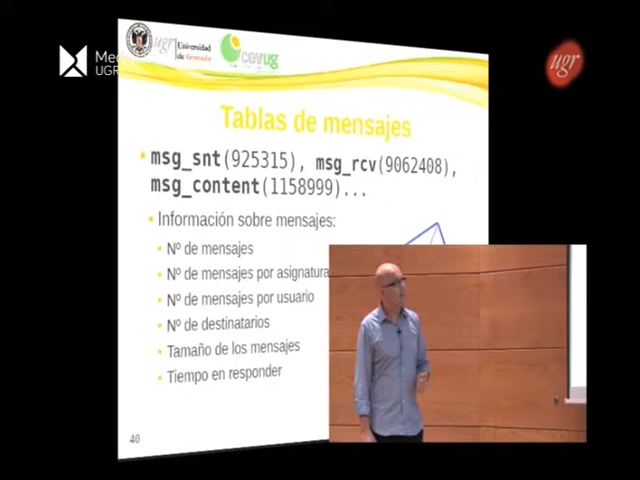 Med
UGR
ugr
Universidad
de Granada
cevug
ugr
Tablas de mensajes
msg_snt(925315), msg_rcv(9062408),
msg_content(1158999)...
Información sobre mensajes:
Nº de mensajes
Nº de mensajes por asignatura
Nº de mensajes por usuario
Nº de destinatarios
Tamaño de los mensajes
Tiempo en responder
40